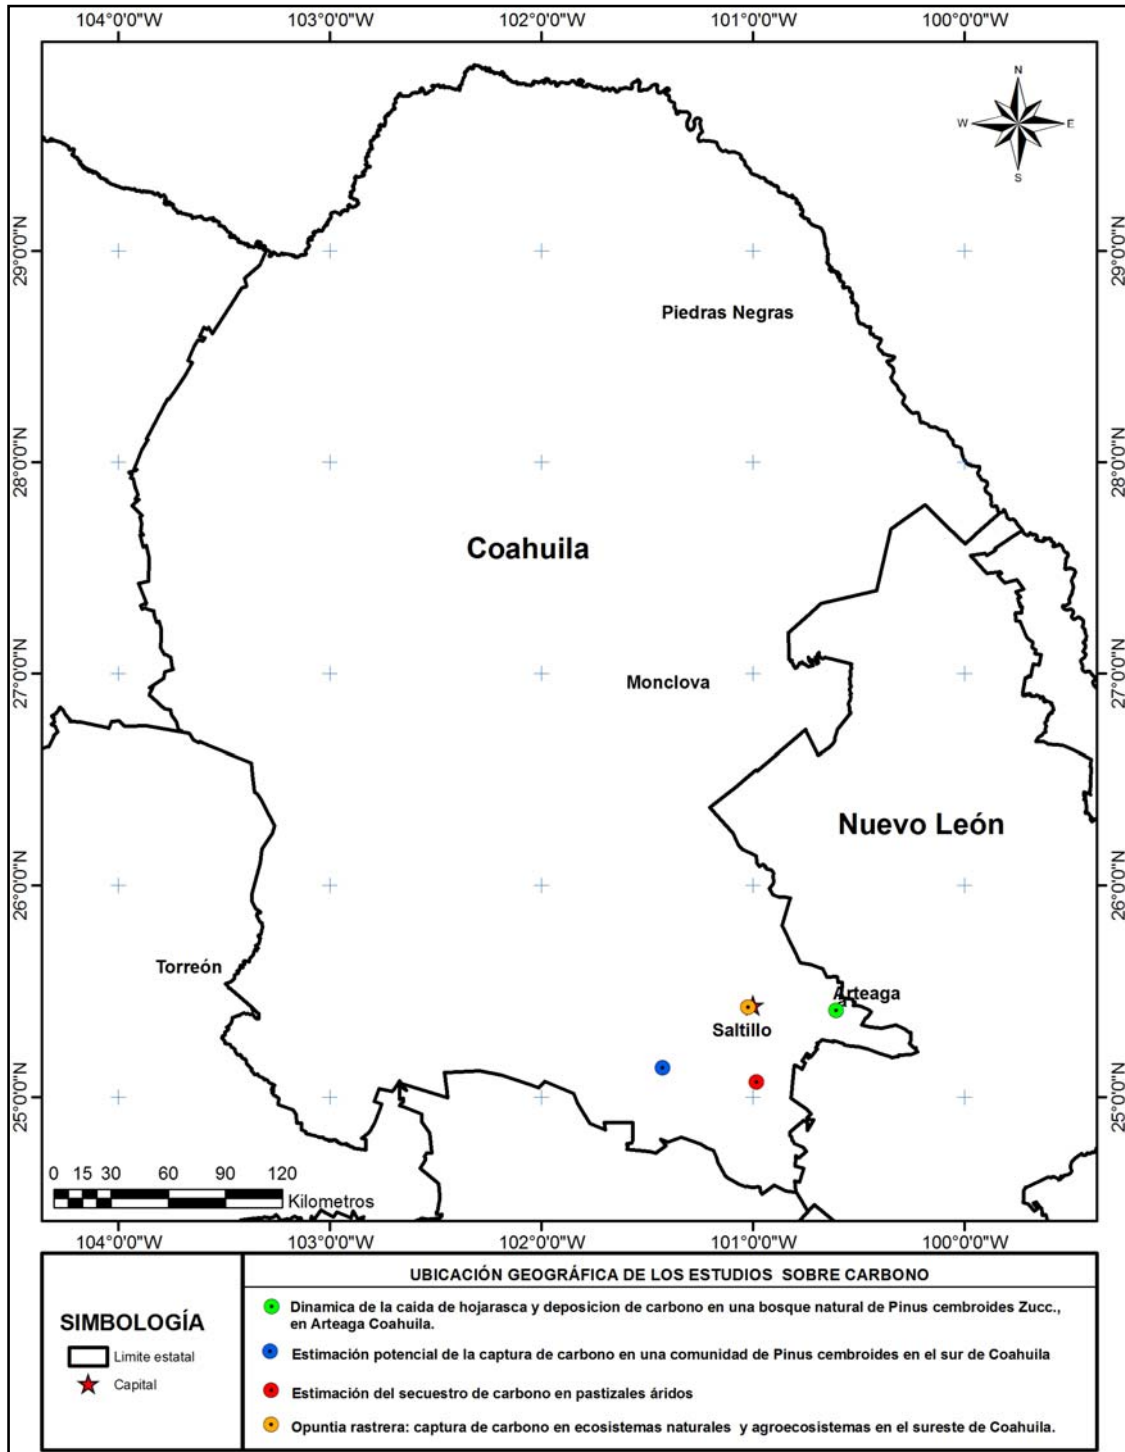 104°0'0"W 103°0'0"W 102°0'0"W 101°0'0"W 100°0'0"W
N
W E
S
29°0'0"N 29°0'0"N
Piedras Negras
28°0'0"N 28°0'0"N
Coahuila
27°0'0"N 27°0'0"N
Monclova
Nuevo León
26°0'0"N 26°0'0"N
Torreón
Arteaga
Saltillo
25°0'0"N 25°0'0"N
0 15 30 60 90 120
Kilometros
104°0'0"W 103°0'0"W 102°0'0"W 101°0'0"W 100°0'0"W
SIMBOLOGÍA
Limite estatal
Capital
UBICACIÓN GEOGRÁFICA DE LOS ESTUDIOS SOBRE CARBONO
Dinamica de la caida de hojarasca y deposicion de carbono en una bosque natural de Pinus cembroides Zucc.,
en Arteaga Coahuila.
Estimación potencial de la captura de carbono en una comunidad de Pinus cembroides en el sur de Coahuila
Estimación del secuestro de carbono en pastizales áridos
Opuntia rastrera: captura de carbono en ecosistemas naturales y agroecosistemas en el sureste de Coahuila.